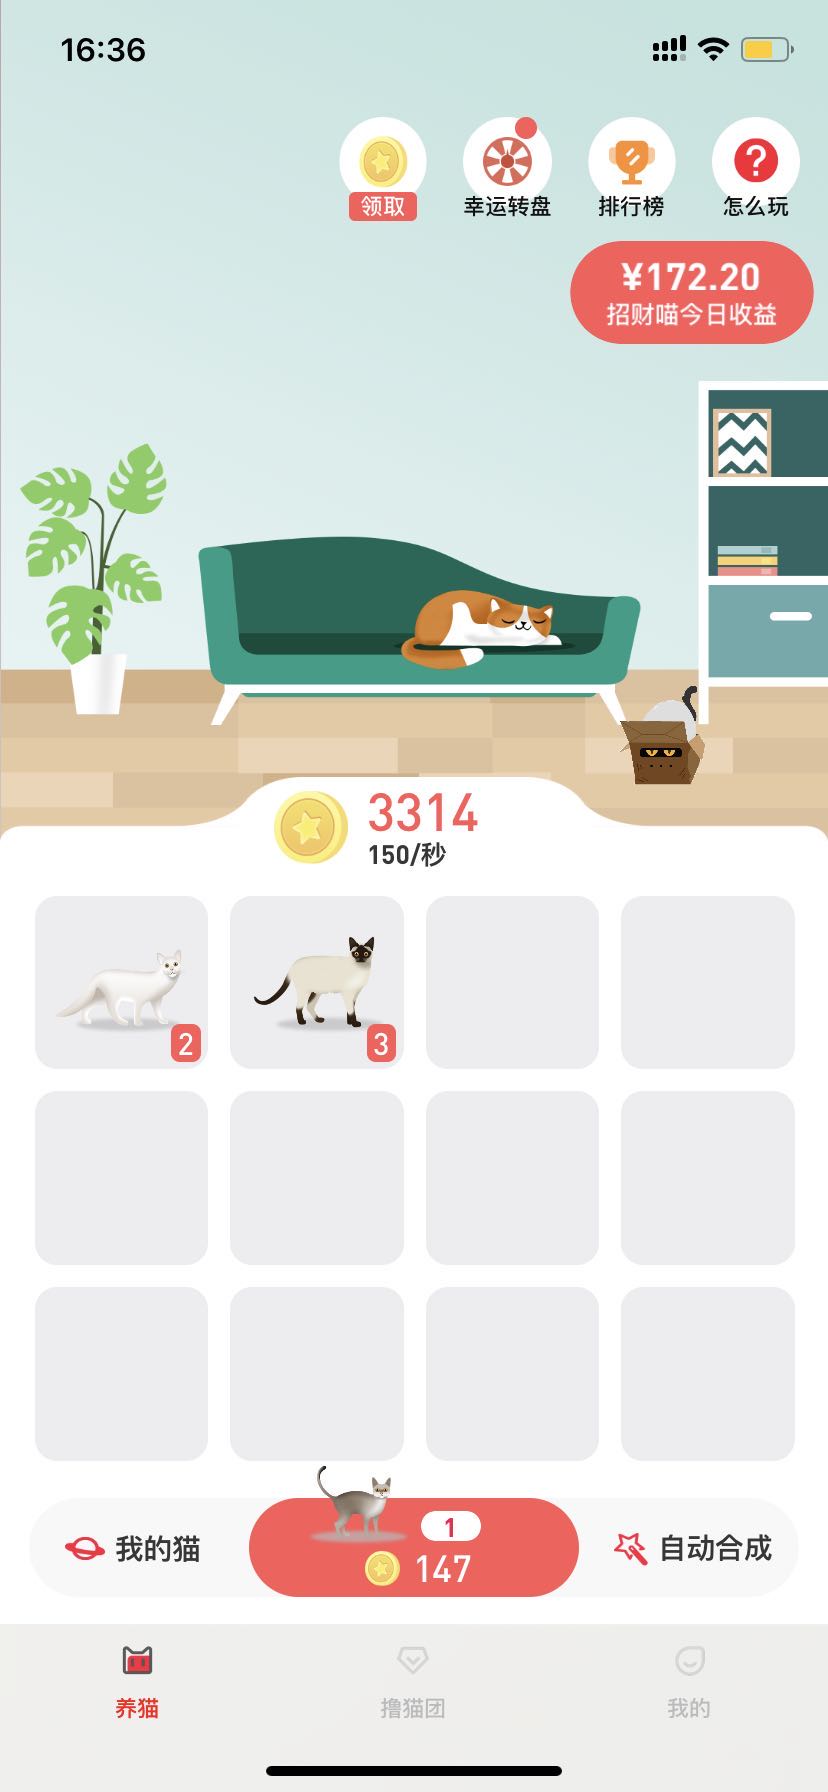 16:36
领取
幸运转盘
排行榜
怎么玩
¥172.20
招财喵今日收益
3314
150/秒
2
3
1
我的猫
147
自动合成
养猫
撸猫团
我的